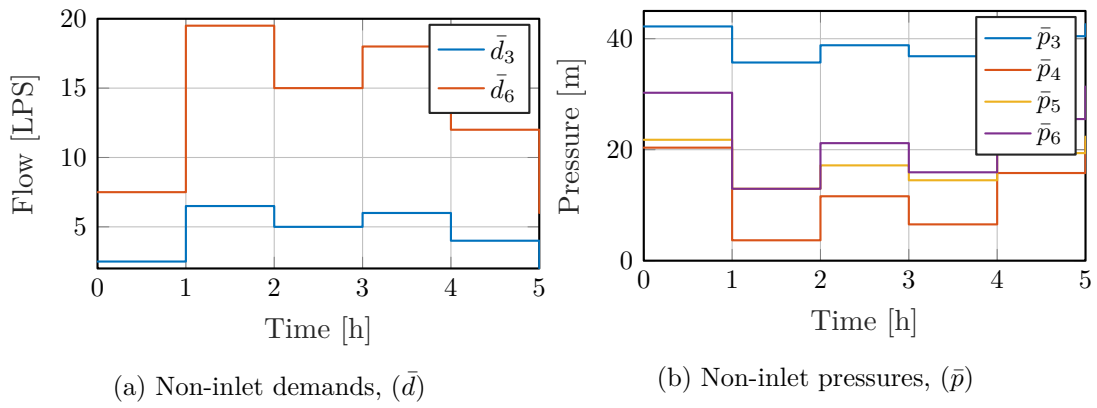 20
15
10
5
0
1
2
3
4
5
Flow [LPS]
Time [h]
d̄₃
d̄₆
(a) Non-inlet demands, (d̄)
40
20
0
0
1
2
3
4
5
Pressure [m]
Time [h]
p̄₃
p̄₄
p̄₅
p̄₆
(b) Non-inlet pressures, (p̄)